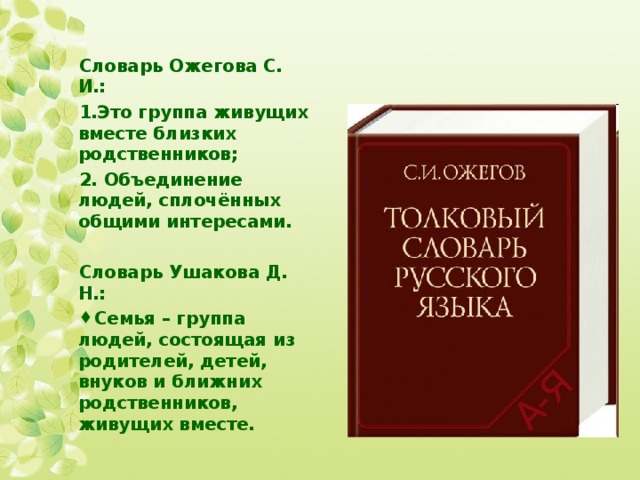 Словарь Ожегова С.
И.:
1.Это группа живущих
вместе близких
родственников;
2. Объединение
людей, сплочённых
общими интересами.
Словарь Ушакова Д.
Н.:
♦Семья – группа
людей, состоящая из
родителей, детей,
внуков и ближних
родственников,
живущих вместе.
С.И.ОЖЕГОВ
ТОЛКОВЫЙ
СЛОВАРЬ
РУССКОГО
ЯЗЫКА
А-Я